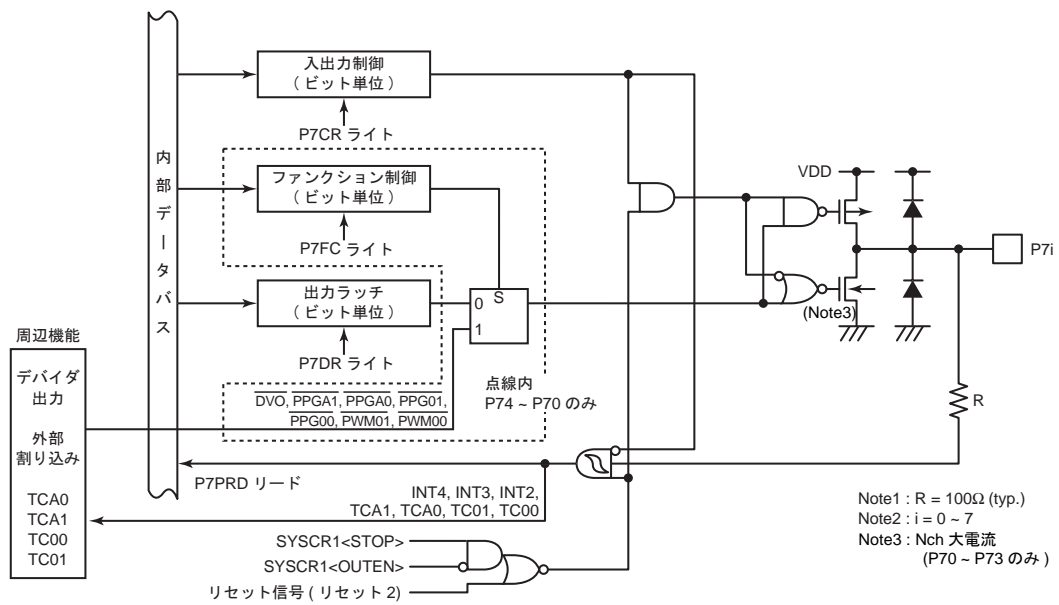 入出力制御
( ビット単位 )
P7CR ライト
内部データバス
ファンクション制御
( ビット単位 )
P7FC ライト
VDD
P7i
出力ラッチ
( ビット単位 )
0
S
1
(Note3)
P7DR ライト
周辺機能
デバイダ
出力
外部
割り込み
TCA0
TCA1
TC00
TC01
DVO, PPGA1, PPGA0, PPG01,
PPG00, PWM01, PWM00
点線内
P74 ~ P70 のみ
R
P7PRD リード
INT4, INT3, INT2,
TCA1, TCA0, TC01, TC00
SYSCR1<STOP>
SYSCR1<OUTEN>
リセット信号 ( リセット 2)
Note1 : R = 100Ω (typ.)
Note2 : i = 0 ~ 7
Note3 : Nch 大電流
(P70 ~ P73 のみ )